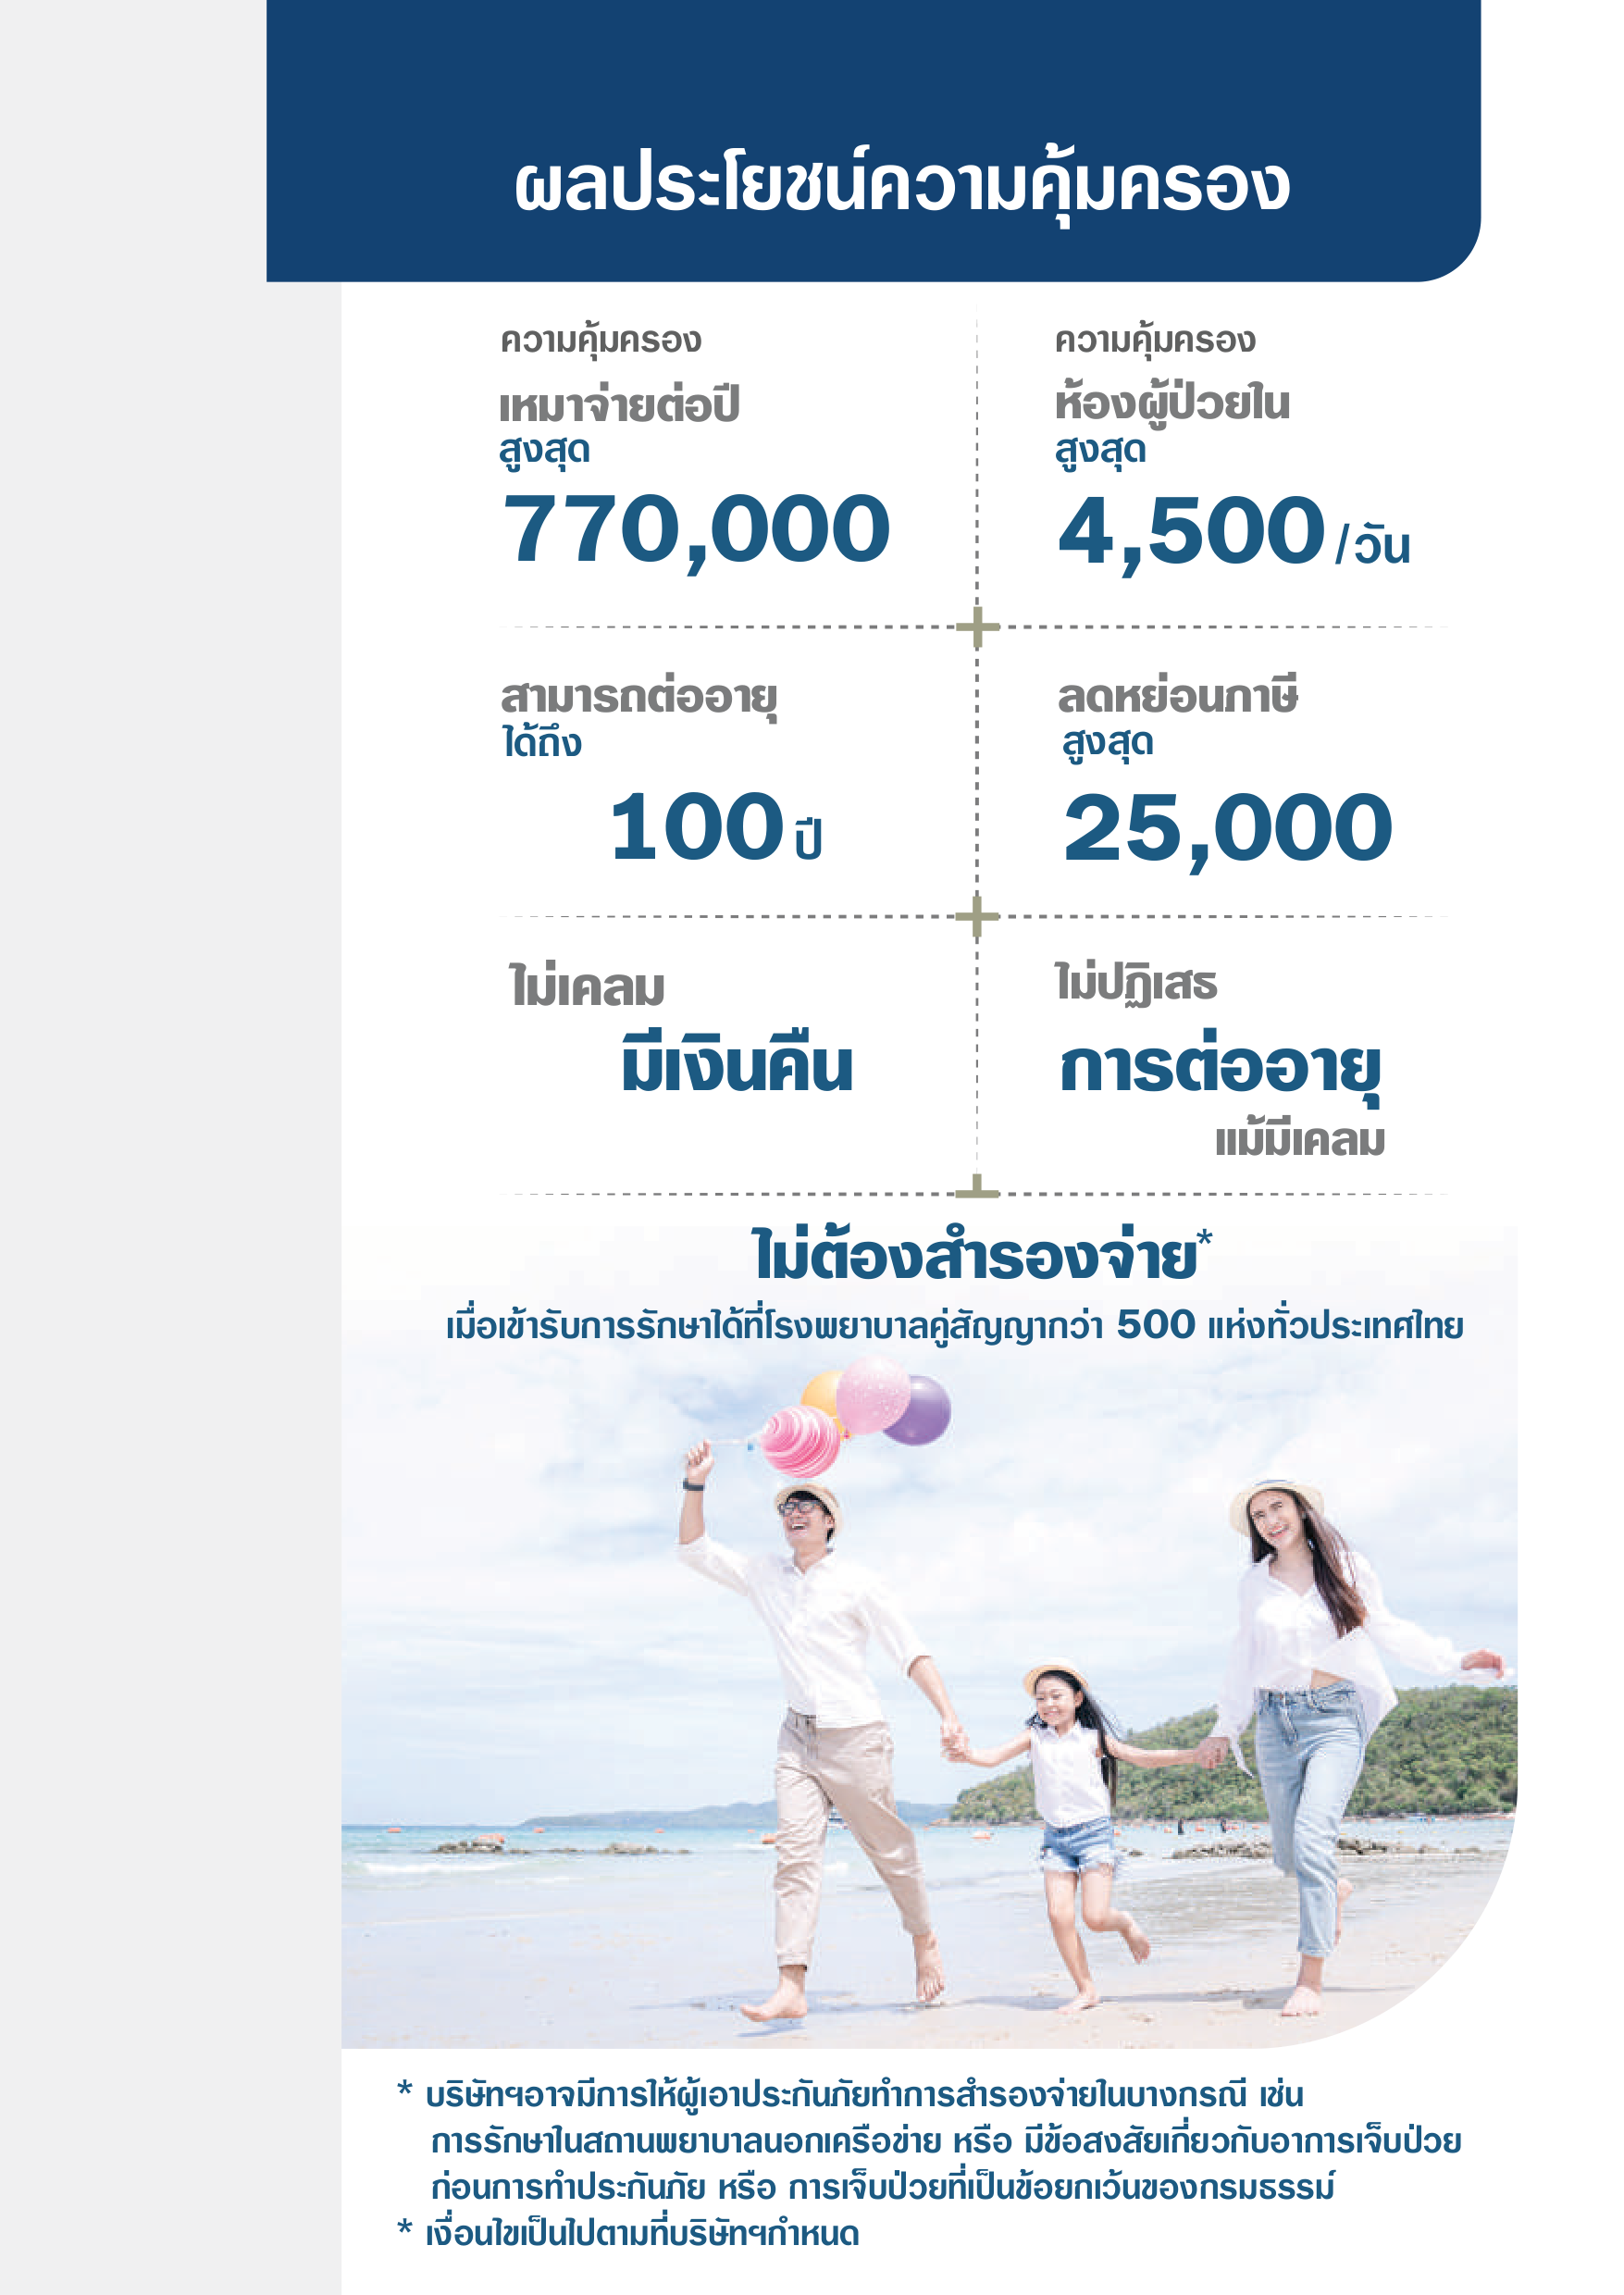 ผลประโยชน์ความคุ้มครอง
ความคุ้มครอง
เหมาจ่ายต่อปี
สูงสุด
770,000
ความคุ้มครอง
ห้องผู้ป่วยใน
สูงสุด
4,500/วัน
สามารถต่ออายุ
ได้ถึง
100 ปี
ลดหย่อนภาษี
สูงสุด
25,000
ไม่เคลม
มีเงินคืน
ไม่ปฏิเสธ
การต่ออายุ
แม้มีเคลม
ไม่ต้องสำรองจ่าย*
เมื่อเข้ารับการรักษาได้ที่โรงพยาบาลคู่สัญญากว่า 500 แห่งทั่วประเทศไทย
* บริษัทฯอาจมีการให้ผู้เอาประกันภัยทำการสำรองจ่ายในบางกรณี เช่น
การรักษาในสถานพยาบาลนอกเครือข่าย หรือ มีข้อสงสัยเกี่ยวกับอาการเจ็บป่วย
ก่อนการทำประกันภัย หรือ การเจ็บป่วยที่เป็นข้อยกเว้นของกรมธรรม์
* เงื่อนไขเป็นไปตามที่บริษัทฯกำหนด